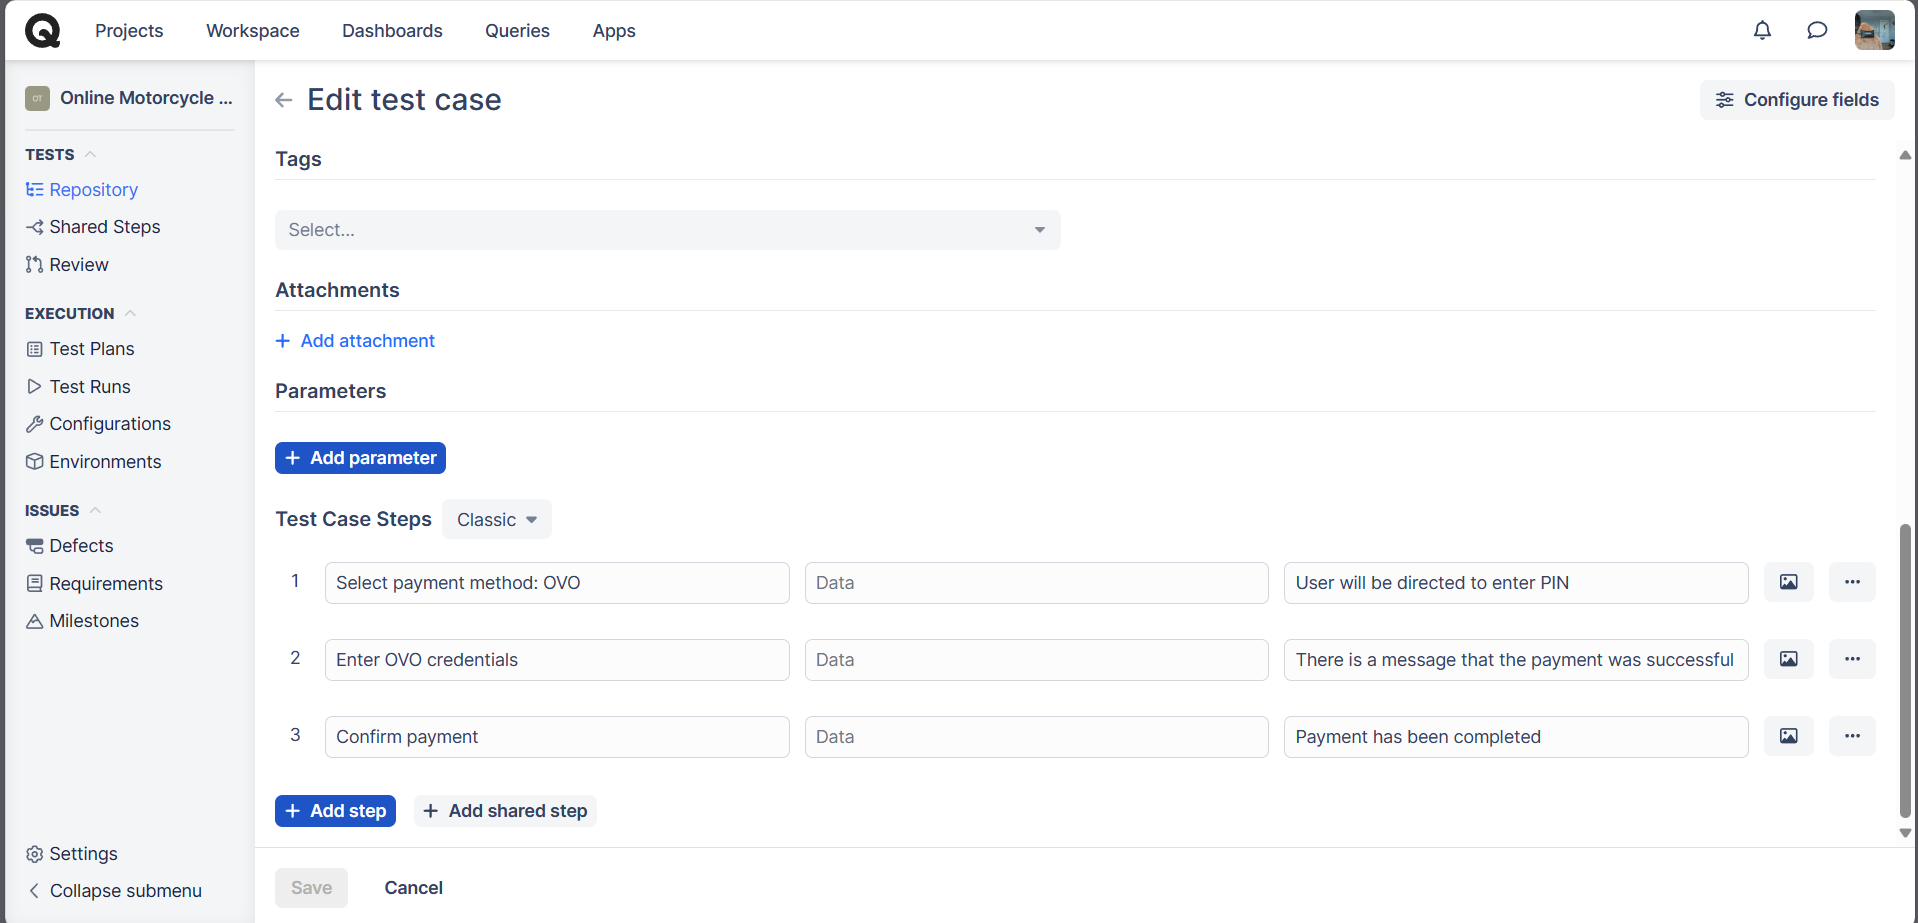 Projects Workspace Dashboards Queries Apps
OT Online Motorcycle ...
TESTS
Repository
Shared Steps
Review
EXECUTION
Test Plans
Test Runs
Configurations
Environments
ISSUES
Defects
Requirements
Milestones
Settings
Collapse submenu
Edit test case
Configure fields
Tags
Select...
Attachments
+ Add attachment
Parameters
+ Add parameter
Test Case Steps Classic
1 Select payment method: OVO Data User will be directed to enter PIN
2 Enter OVO credentials Data There is a message that the payment was successful
3 Confirm payment Data Payment has been completed
+ Add step + Add shared step
Save Cancel